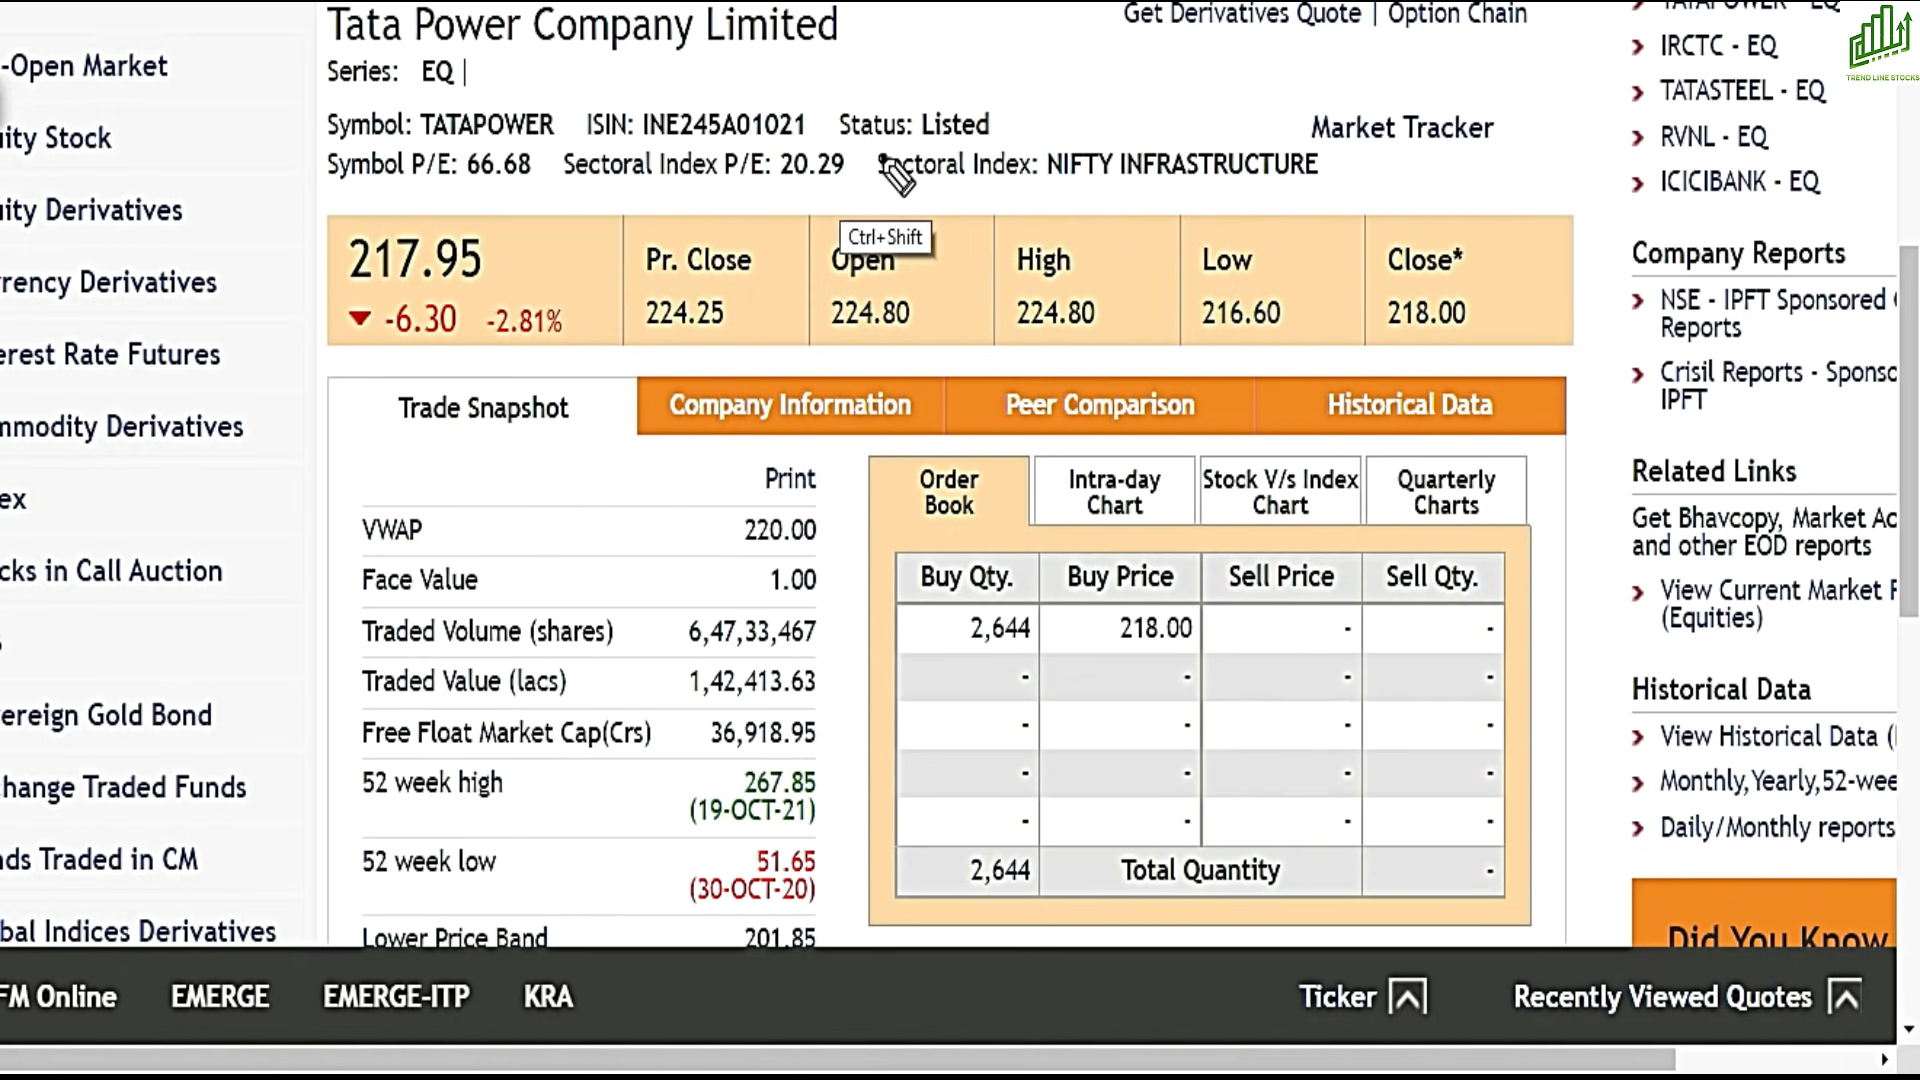 Tata Power Company Limited
Get Derivatives Quote | Option Chain
Series: EQ |
Symbol: TATAPOWER ISIN: INE245A01021 Status: Listed
Market Tracker
Symbol P/E: 66.68 Sectoral Index P/E: 20.29 Index: NIFTY INFRASTRUCTURE
Ctrl+Shift
217.95
-6.30 -2.81%
Pr. Close Open High Low Close*
224.25 224.80 224.80 216.60 218.00
Trade Snapshot Company Information Peer Comparison Historical Data
Print
VWAP 220.00
Face Value 1.00
Traded Volume (shares) 6,47,33,467
Traded Value (lacs) 1,42,413.63
Free Float Market Cap(Crs) 36,918.95
52 week high 267.85
(19-OCT-21)
52 week low 51.65
(30-OCT-20)
Lower Price Band 201.85
Order Book
Intra-day Chart
Stock V/s Index Chart
Quarterly Charts
Buy Qty. Buy Price Sell Price Sell Qty.
2,644 218.00 - -
- - - -
- - - -
- - - -
- - - -
2,644 Total Quantity -
-Open Market
ity Stock
ity Derivatives
rency Derivatives
erest Rate Futures
mmodity Derivatives
ex
cks in Call Auction
ereign Gold Bond
hange Traded Funds
ds Traded in CM
bal Indices Derivatives
TATAPOWER - EQ
IRCTC - EQ
TATASTEEL - EQ
RVNL - EQ
ICICIBANK - EQ
TREND LINE STOCKS
Company Reports
NSE - IPFT Sponsored
Reports
Crisil Reports - Sponso
IPFT
Related Links
Get Bhavcopy, Market Ac
and other EOD reports
View Current Market
(Equities)
Historical Data
View Historical Data (
Monthly,Yearly,52-wee
Daily/Monthly reports
Did You Know
FM Online EMERGE EMERGE-ITP KRA
Ticker Recently Viewed Quotes